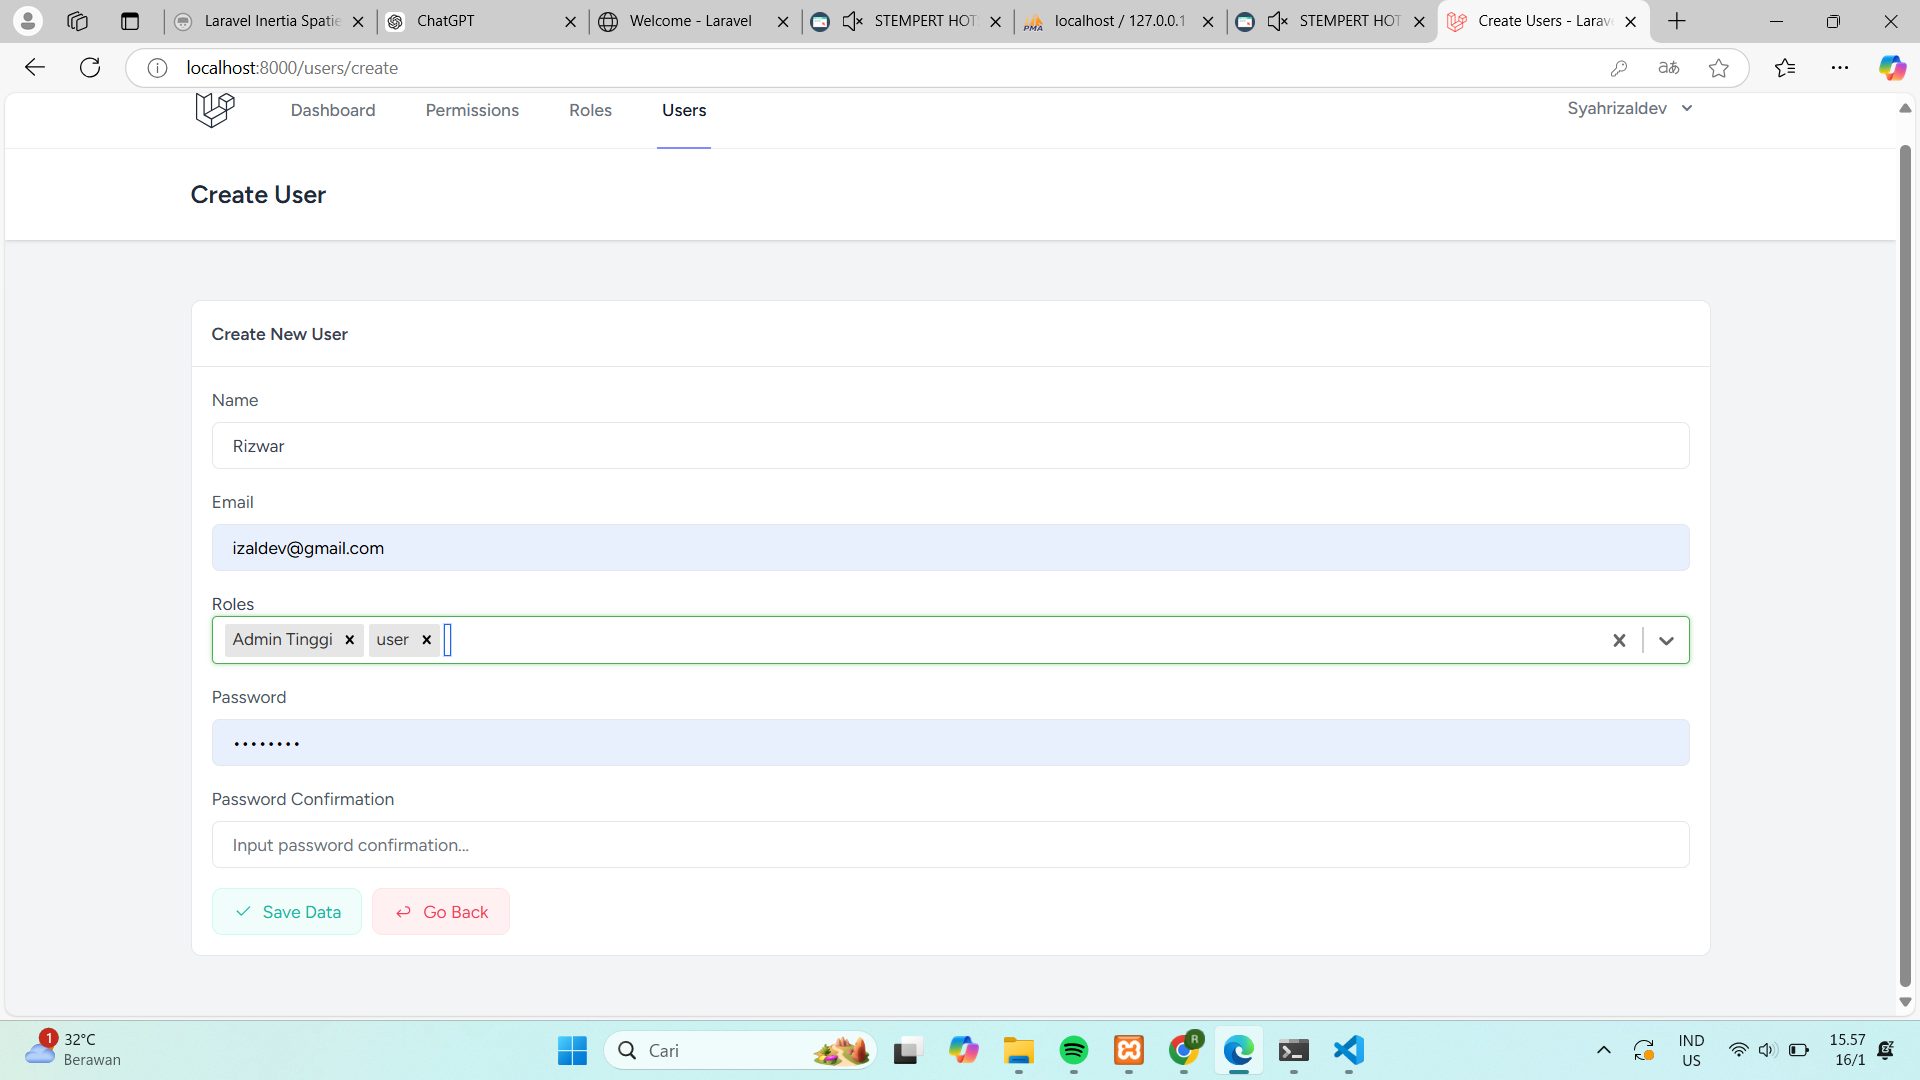 Laravel Inertia Spatie
ChatGPT
Welcome - Laravel
STEMPERT HOT
localhost / 127.0.0.1
STEMPERT HOT
Create Users - Larave
localhost:8000/users/create
aあ
Dashboard
Permissions
Roles
Users
Syahrizaldev
Create User
Create New User
Name
Rizwar
Email
izaldev@gmail.com
Roles
Admin Tinggi
user
Password
••••••••
Password Confirmation
Input password confirmation...
Save Data
Go Back
1
32°C
Berawan
Cari
R
IND
US
15.57
16/1